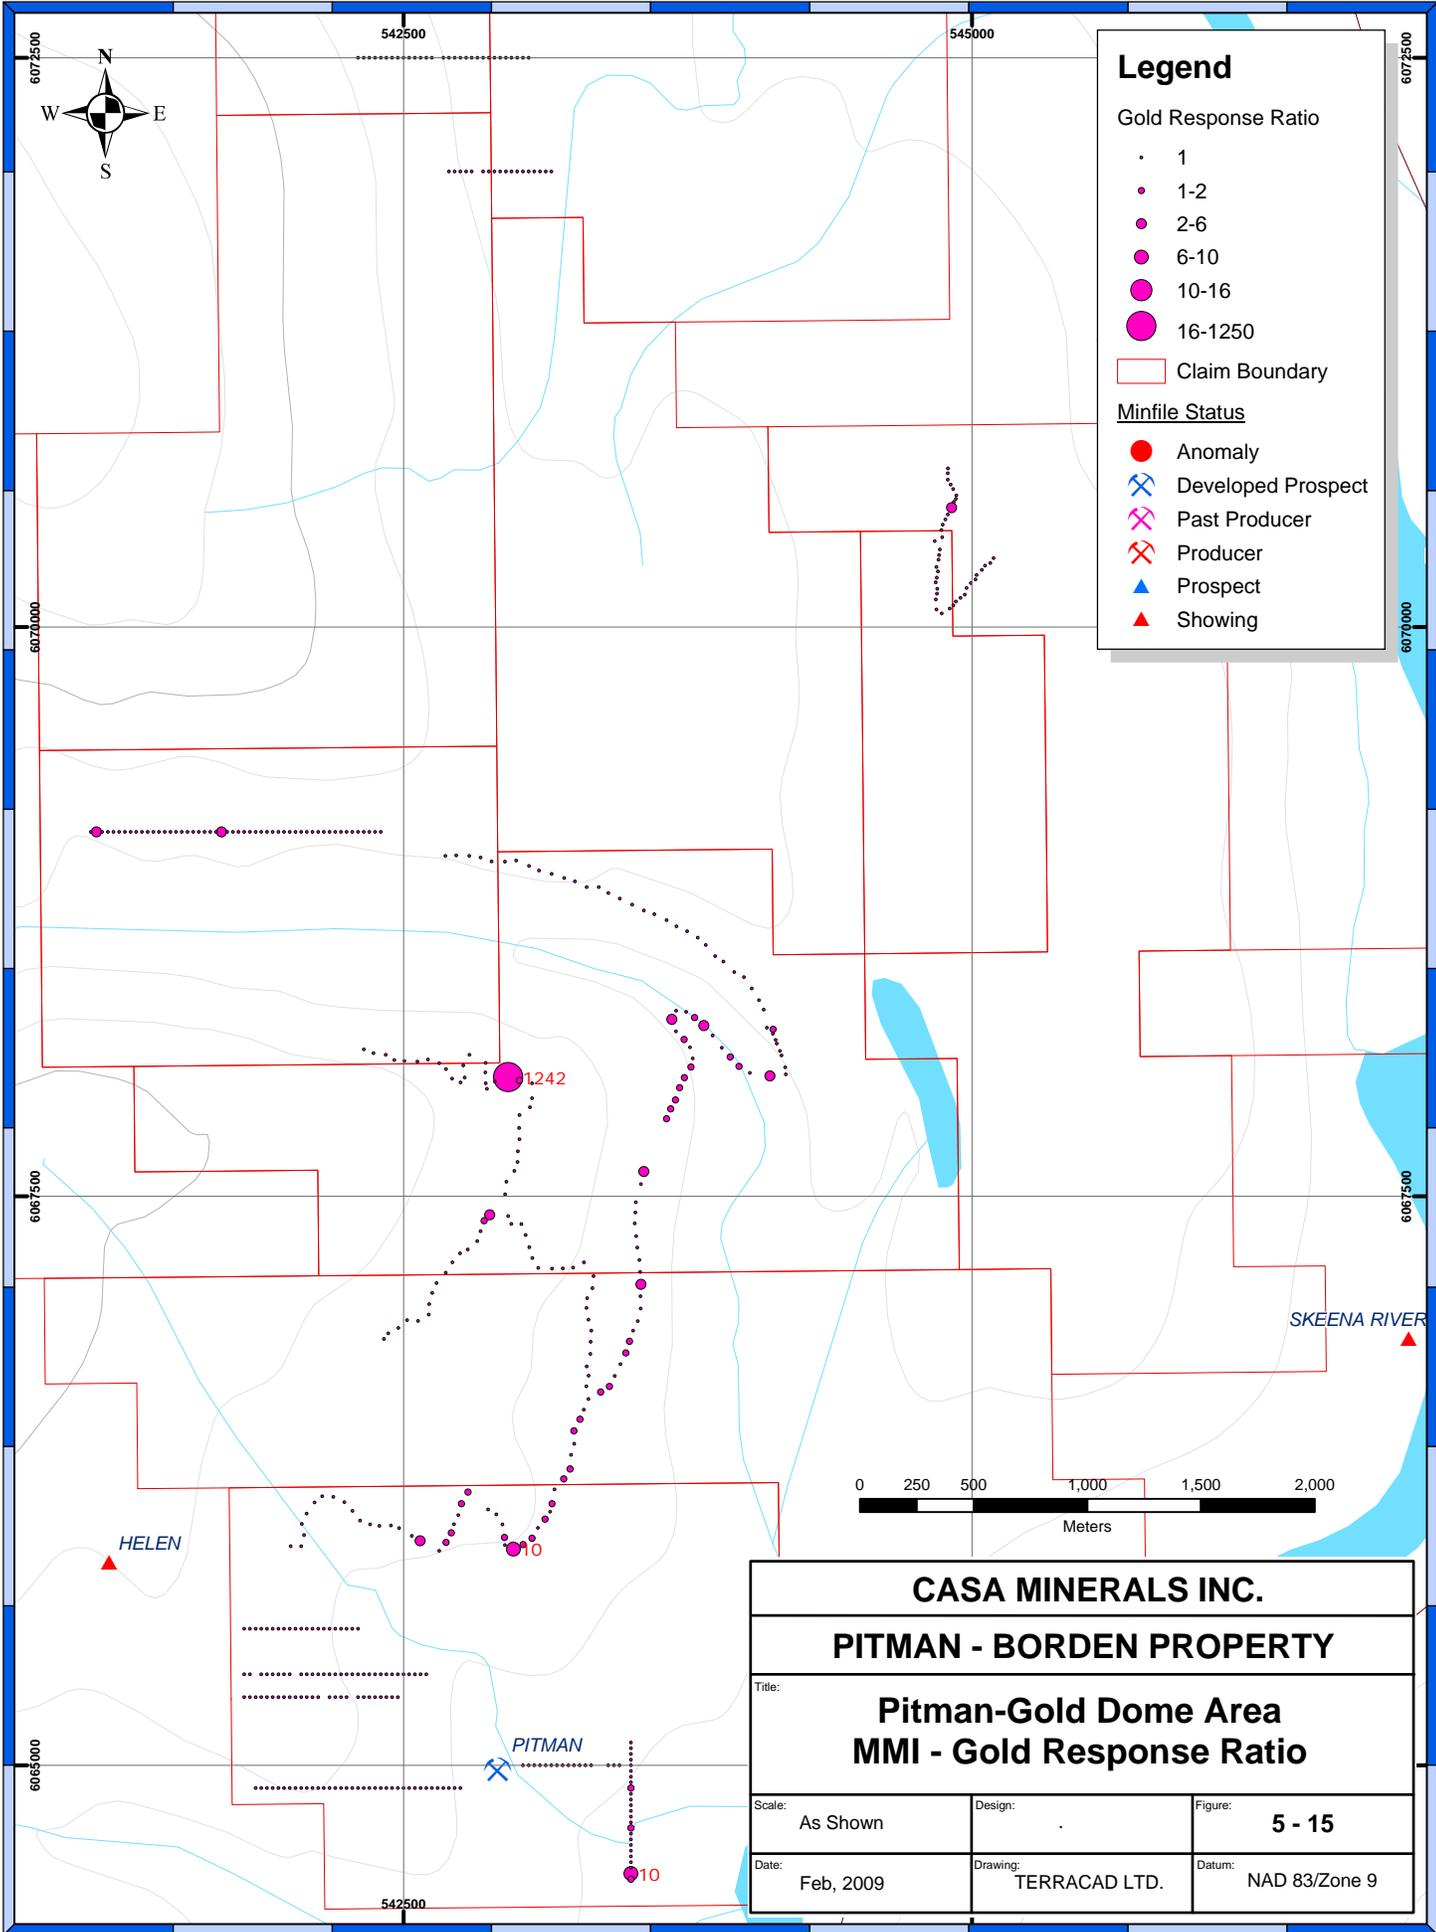 542500
545000
6072500
6072500
N
W
E
S
Legend
Gold Response Ratio
1
1-2
2-6
6-10
10-16
16-1250
Claim Boundary
Minfile Status
Anomaly
Developed Prospect
Past Producer
Producer
Prospect
Showing
6070000
6070000
1242
6067500
6067500
SKEENA RIVER
0 250 500 1,000 1,500 2,000
Meters
HELEN
10
PITMAN
6065000
10
542500
CASA MINERALS INC.
PITMAN - BORDEN PROPERTY
Title:
Pitman-Gold Dome Area
MMI - Gold Response Ratio
Scale:
As Shown
Design:
.
Figure:
5 - 15
Date:
Feb, 2009
Drawing:
TERRACAD LTD.
Datum:
NAD 83/Zone 9